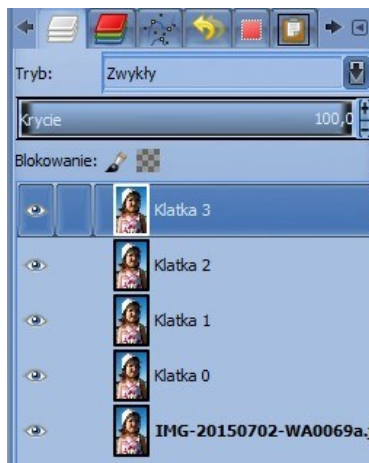 Tryb: Zwykły
Krycie 100,0
Blokowanie:
Klatka 3
Klatka 2
Klatka 1
Klatka 0
IMG-20150702-WA0069a.